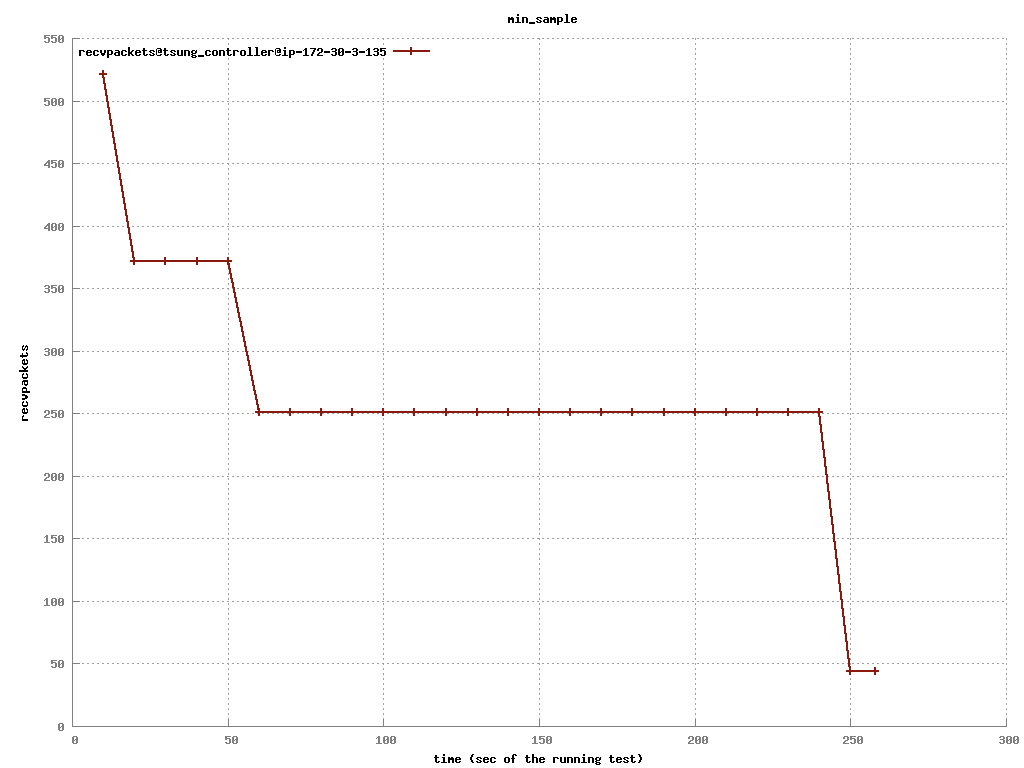 min_sample
recvpackets@tsung_controller@ip-172-30-3-135
550
500
450
400
350
300
250
200
150
100
50
0
recvpackets
0 50 100 150 200 250 300
time (sec of the running test)